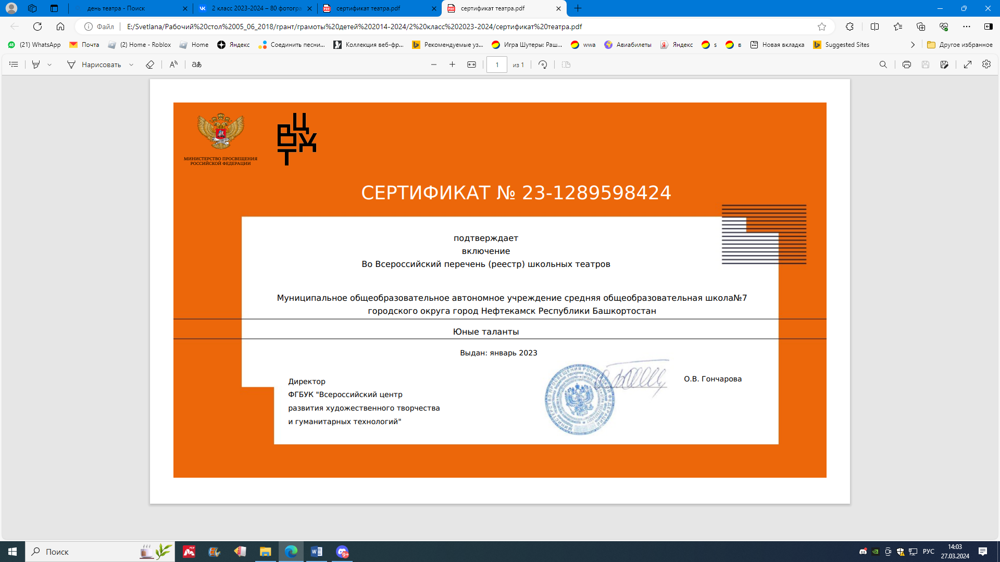 день театра - Поиск
2 класс 2023-2024 – 80 фотогра
сертификат театра.pdf
сертификат театра.pdf
Файл
E:/Svetlana/Рабочий%20стол%2005_06_2018/грант/грамоты%20детей%202014-2024/2%20класс%202023-2024/сертификат%20театра.pdf
(21) WhatsApp
Почта
(2) Home - Roblox
Home
Яндекс
Соединить песни...
Коллекция веб-фр...
Рекомендуемые уз...
Игра Шутеры: Раш...
wwa
Авиабилеты
Яндекс
s
в
Новая вкладка
Suggested Sites
Другое избранное
Нарисовать
аあ
1
из 1
МИНИСТЕРСТВО ПРОСВЕЩЕНИЯ
РОССИЙСКОЙ ФЕДЕРАЦИИ
ВЦХТ
СЕРТИФИКАТ № 23-1289598424
подтверждает
включение
Во Всероссийский перечень (реестр) школьных театров
Муниципальное общеобразовательное автономное учреждение средняя общеобразовательная школа№7
городского округа город Нефтекамск Республики Башкортостан
Юные таланты
Выдан: январь 2023
Директор
ФГБУК "Всероссийский центр
развития художественного творчества
и гуманитарных технологий"
О.В. Гончарова
Поиск
9+
РУС
14:03
27.03.2024